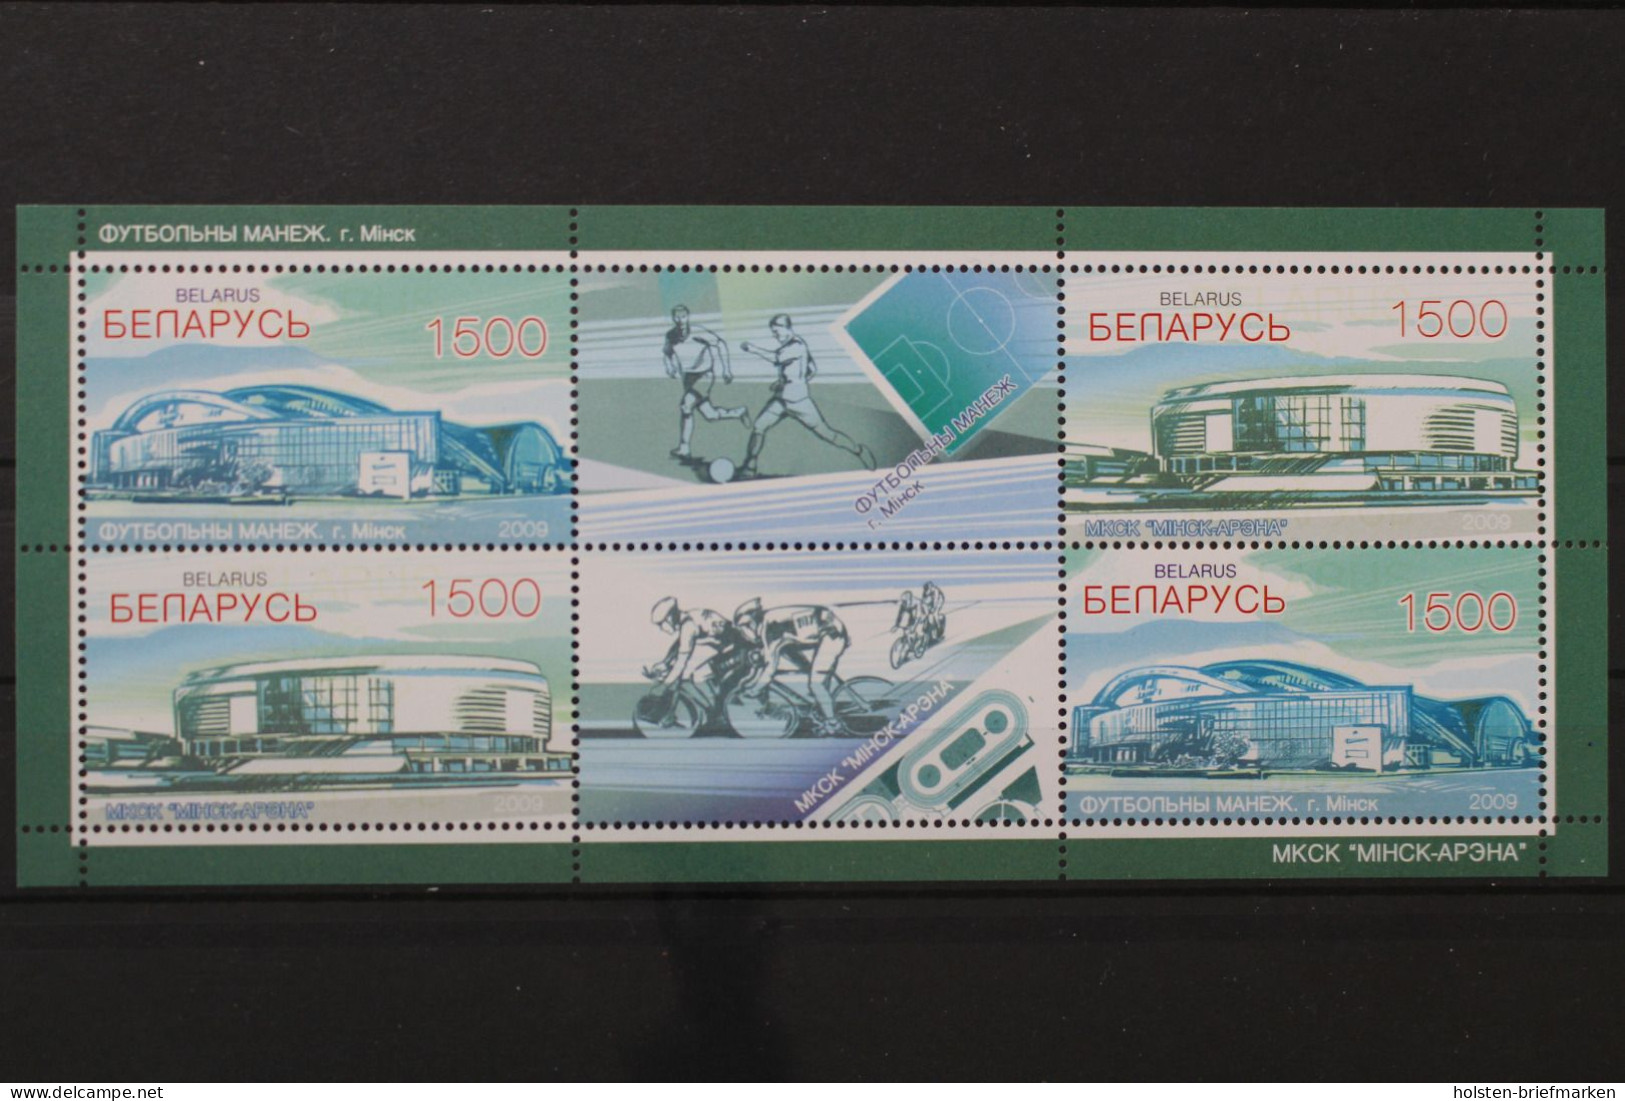 ФУТБОЛЬНЫ МАНЕЖ. г. Мінск
BELARUS
БЕЛАРУСЬ
1500
ФУТБОЛЬНЫ МАНЕЖ. г. Мінск
2009
ФУТБОЛЬНЫ МАНЕЖ
г. Мінск
BELARUS
БЕЛАРУСЬ
1500
МКСК "МІНСК-АРЭНА"
2009
BELARUS
БЕЛАРУСЬ
1500
МКСК "МІНСК-АРЭНА"
2009
МКСК "МІНСК-АРЭНА"
BELARUS
БЕЛАРУСЬ
1500
ФУТБОЛЬНЫ МАНЕЖ. г. Мінск
2009
МКСК "МІНСК-АРЭНА"
www.delcampe.net
holsten-briefmarken